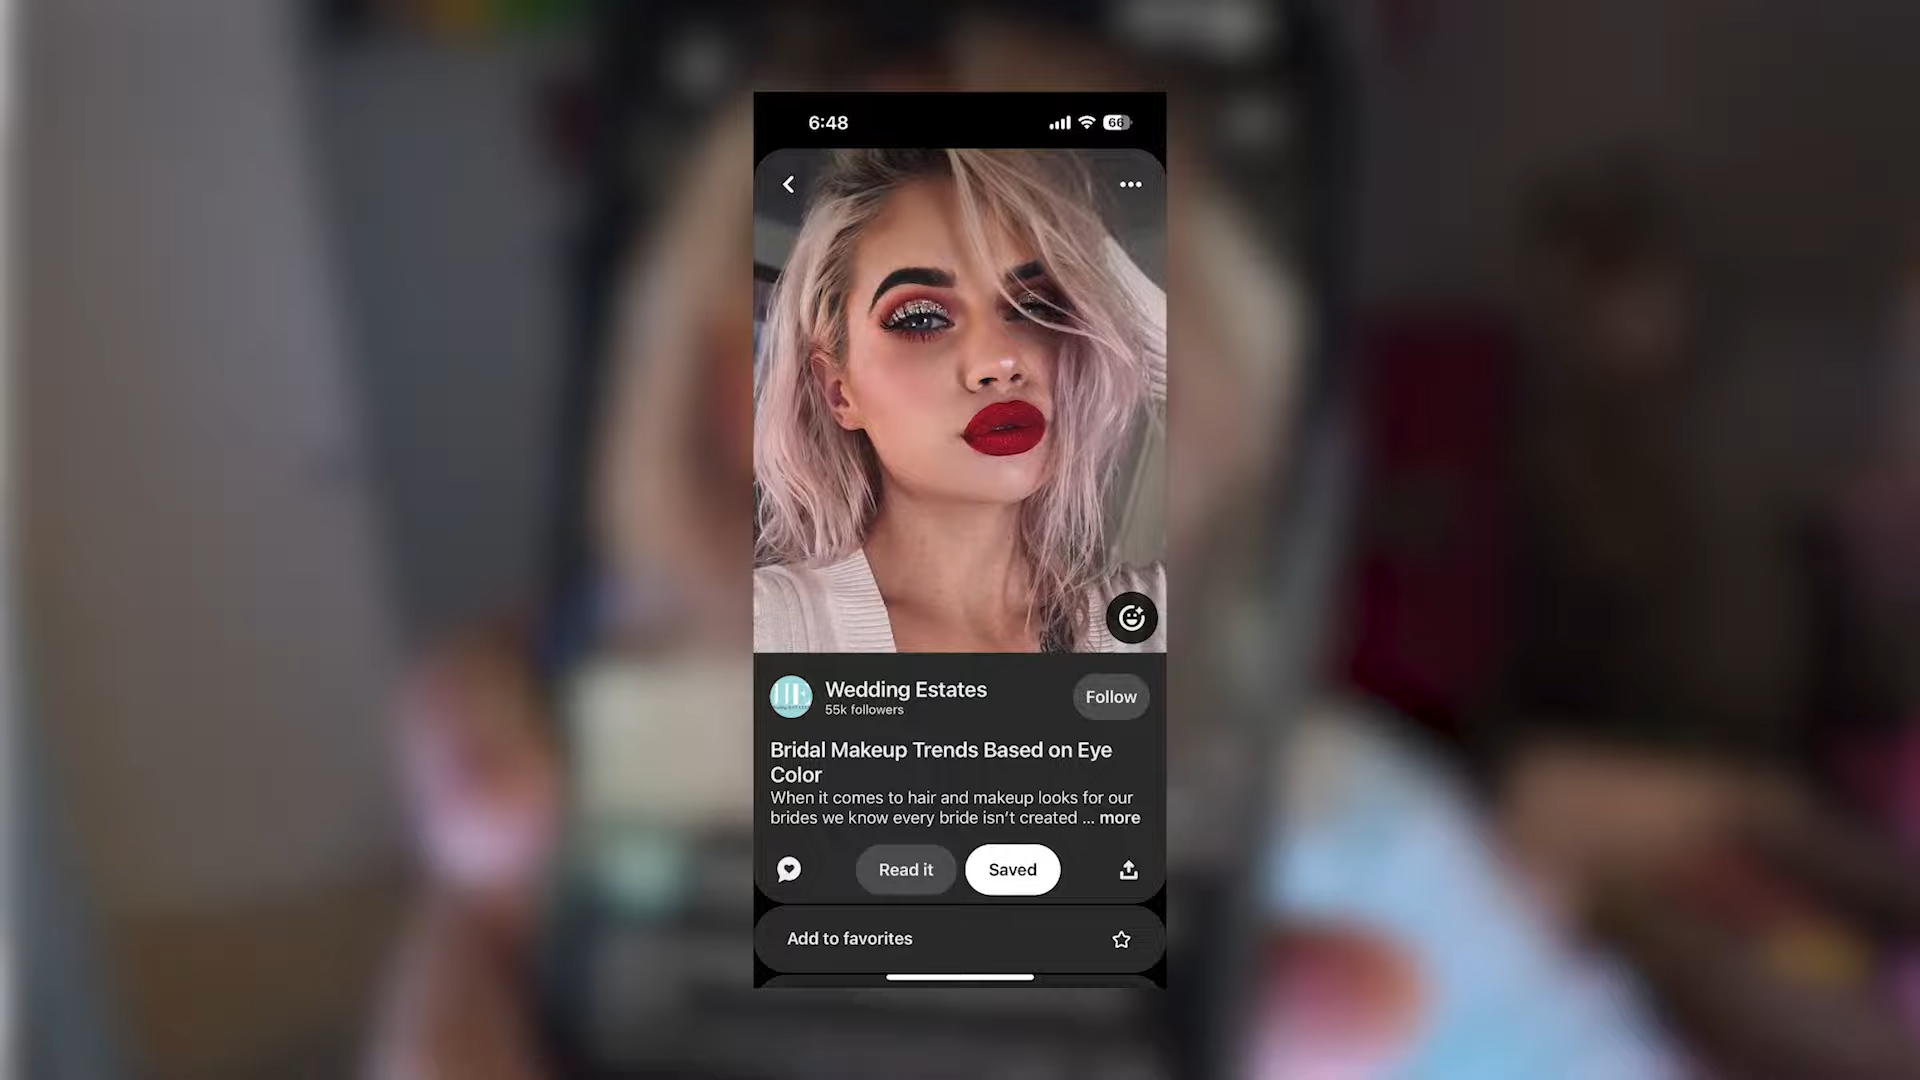 6:48
66
Wedding Estates
55k followers
Follow
Bridal Makeup Trends Based on Eye
Color
When it comes to hair and makeup looks for our
brides we know every bride isn’t created ... more
Read it
Saved
Add to favorites